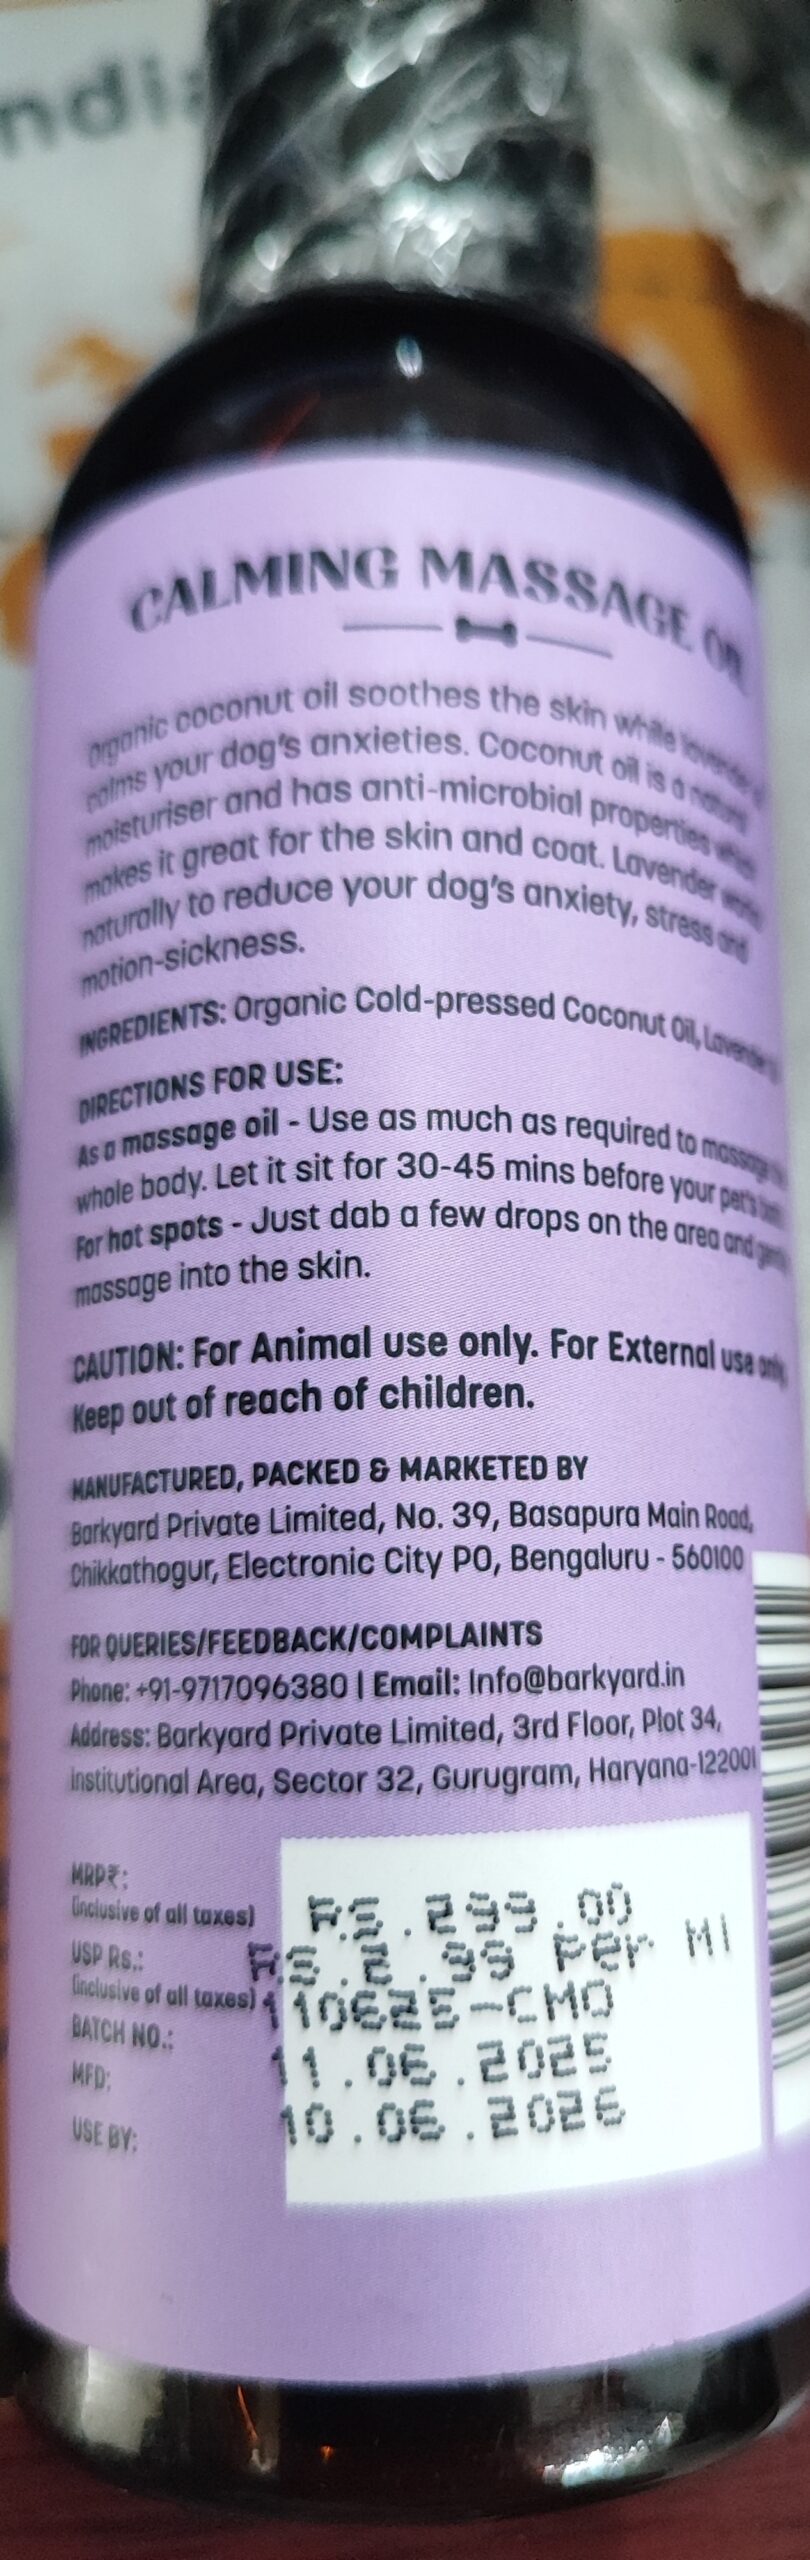 ndi
CALMING MASSAGE OIL
Organic coconut oil soothes the skin while lavender
calms your dog's anxieties. Coconut oil is a natural
moisturiser and has anti-microbial properties which
makes it great for the skin and coat. Lavender works
naturally to reduce your dog's anxiety, stress and
motion-sickness.
INGREDIENTS: Organic Cold-pressed Coconut Oil, Lavender
DIRECTIONS FOR USE:
As a massage oil - Use as much as required to massage
whole body. Let it sit for 30-45 mins before your pet's bath.
For hot spots - Just dab a few drops on the area and gently
massage into the skin.
CAUTION: For Animal use only. For External use only.
Keep out of reach of children.
MANUFACTURED, PACKED & MARKETED BY
Barkyard Private Limited, No. 39, Basapura Main Road,
Chikkathogur, Electronic City PO, Bengaluru - 560100
FOR QUERIES/FEEDBACK/COMPLAINTS
Phone: +91-9717096380 | Email: Info@barkyard.in
Address: Barkyard Private Limited, 3rd Floor, Plot 34,
Institutional Area, Sector 32, Gurugram, Haryana-122001
MRP₹: Rs.299.00
(inclusive of all taxes)
USP Rs.: Rs.2.99 Per Ml
(inclusive of all taxes)
BATCH NO.: 110625-CMO
MFD: 11.06.2025
USE BY: 10.06.2026